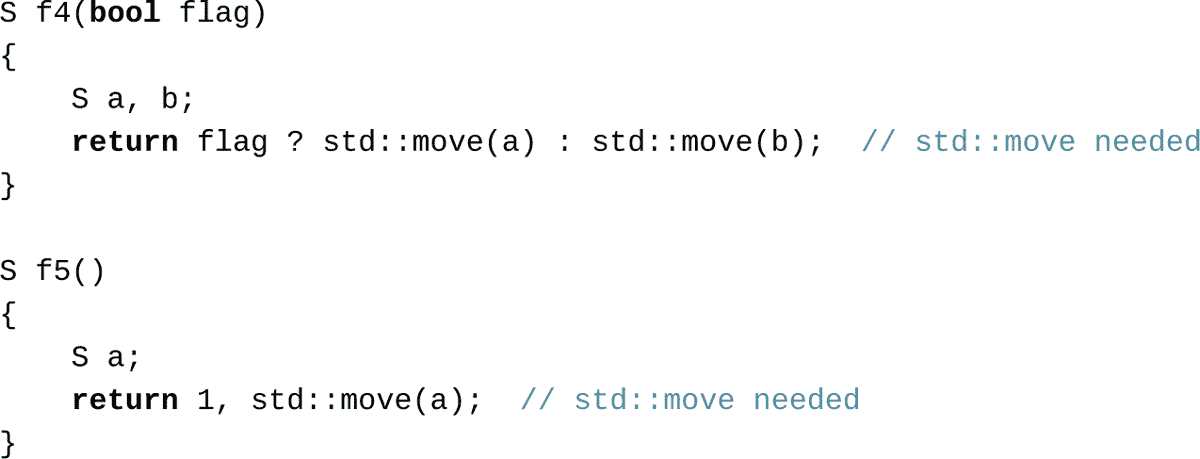 S f4(bool flag)
{
    S a, b;
    return flag ? std::move(a) : std::move(b);  // std::move needed
}

S f5()
{
    S a;
    return 1, std::move(a);  // std::move needed
}